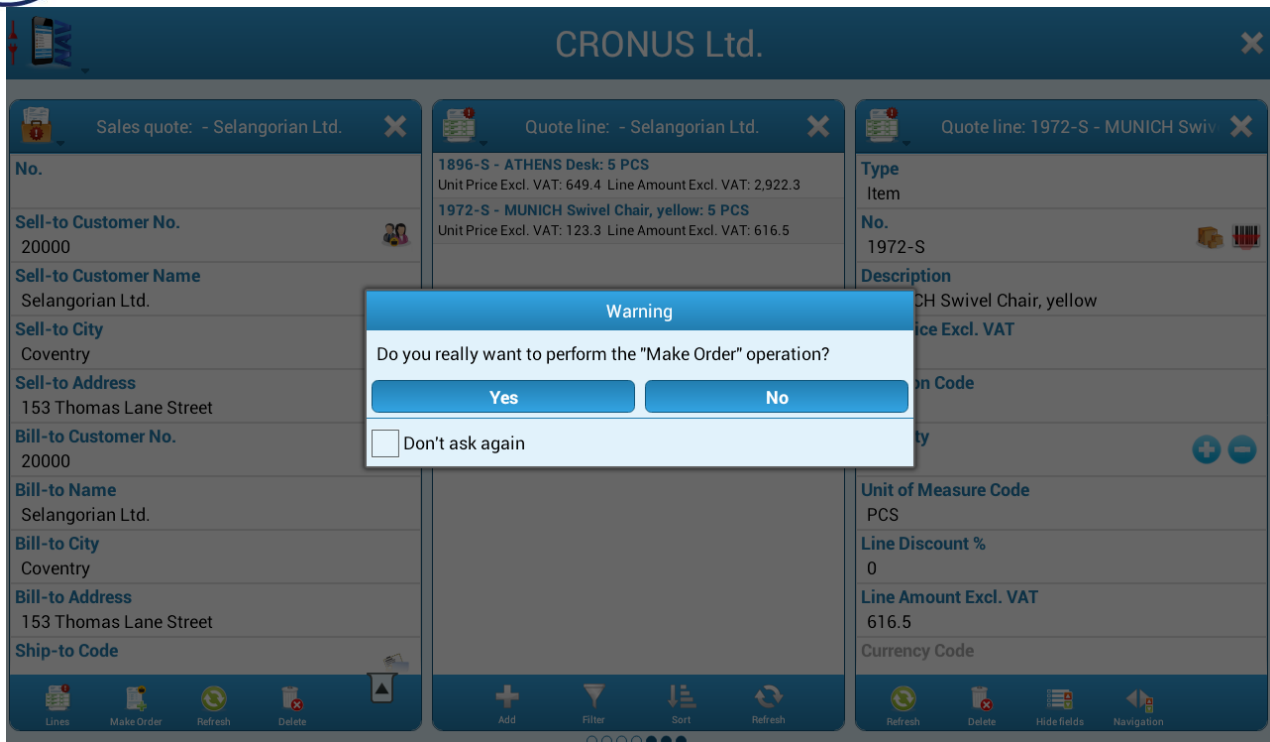 NAV
CRONUS Ltd.
Sales quote: - Selangorian Ltd.
No.
Sell-to Customer No.
20000
Sell-to Customer Name
Selangorian Ltd.
Sell-to City
Coventry
Sell-to Address
153 Thomas Lane Street
Bill-to Customer No.
20000
Bill-to Name
Selangorian Ltd.
Bill-to City
Coventry
Bill-to Address
153 Thomas Lane Street
Ship-to Code
Lines Make Order Refresh Delete
Quote line: - Selangorian Ltd.
1896-S - ATHENS Desk: 5 PCS
Unit Price Excl. VAT: 649.4 Line Amount Excl. VAT: 2,922.3
1972-S - MUNICH Swivel Chair, yellow: 5 PCS
Unit Price Excl. VAT: 123.3 Line Amount Excl. VAT: 616.5
Warning
Do you really want to perform the "Make Order" operation?
Yes No
Don't ask again
Add Filter Sort Refresh
Quote line: 1972-S - MUNICH Swiv
Type
Item
No.
1972-S
Description
CH Swivel Chair, yellow
ice Excl. VAT
on Code
ty
Unit of Measure Code
PCS
Line Discount %
0
Line Amount Excl. VAT
616.5
Currency Code
Refresh Delete Hide fields Navigation